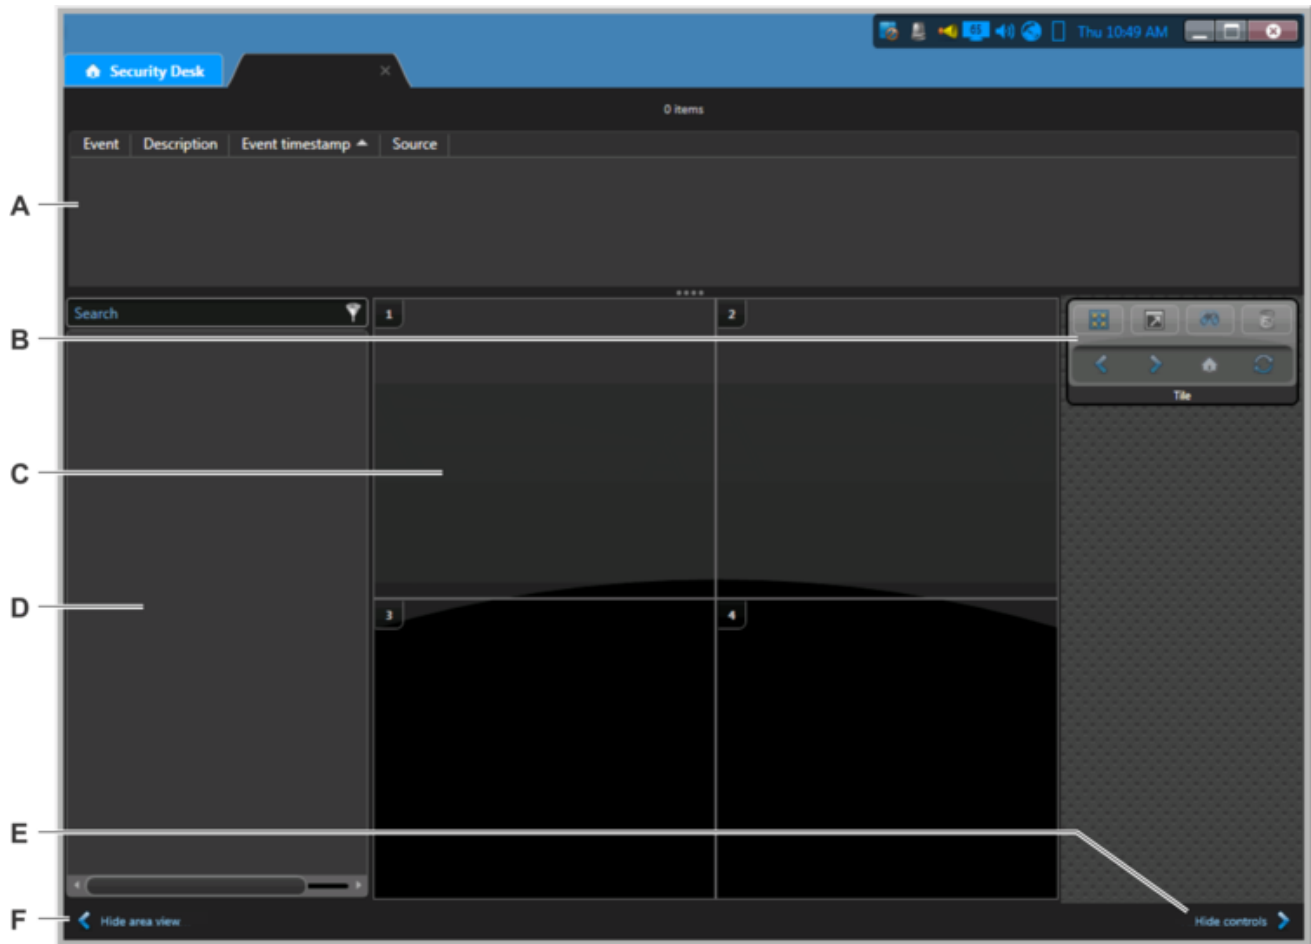 65 Thu 10:49 AM
Security Desk
0 items
Event Description Event timestamp Source
A
Search 1 2
B
Tile
C
D
3 4
E
F Hide area view Hide controls